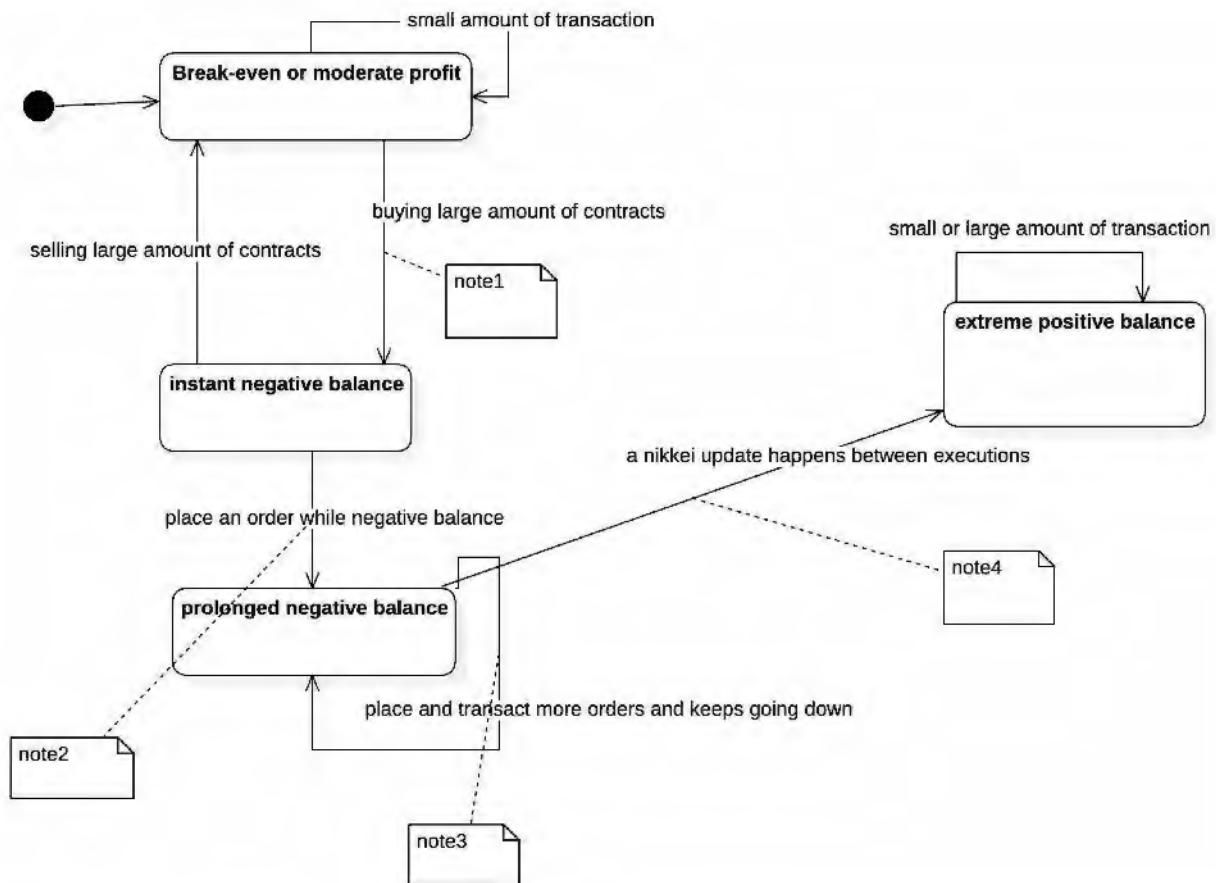 small amount of transaction
Break-even or moderate profit
buying large amount of contracts
selling large amount of contracts
note1
small or large amount of transaction
extreme positive balance
instant negative balance
a nikkei update happens between executions
place an order while negative balance
note4
prolonged negative balance
place and transact more orders and keeps going down
note2
note3